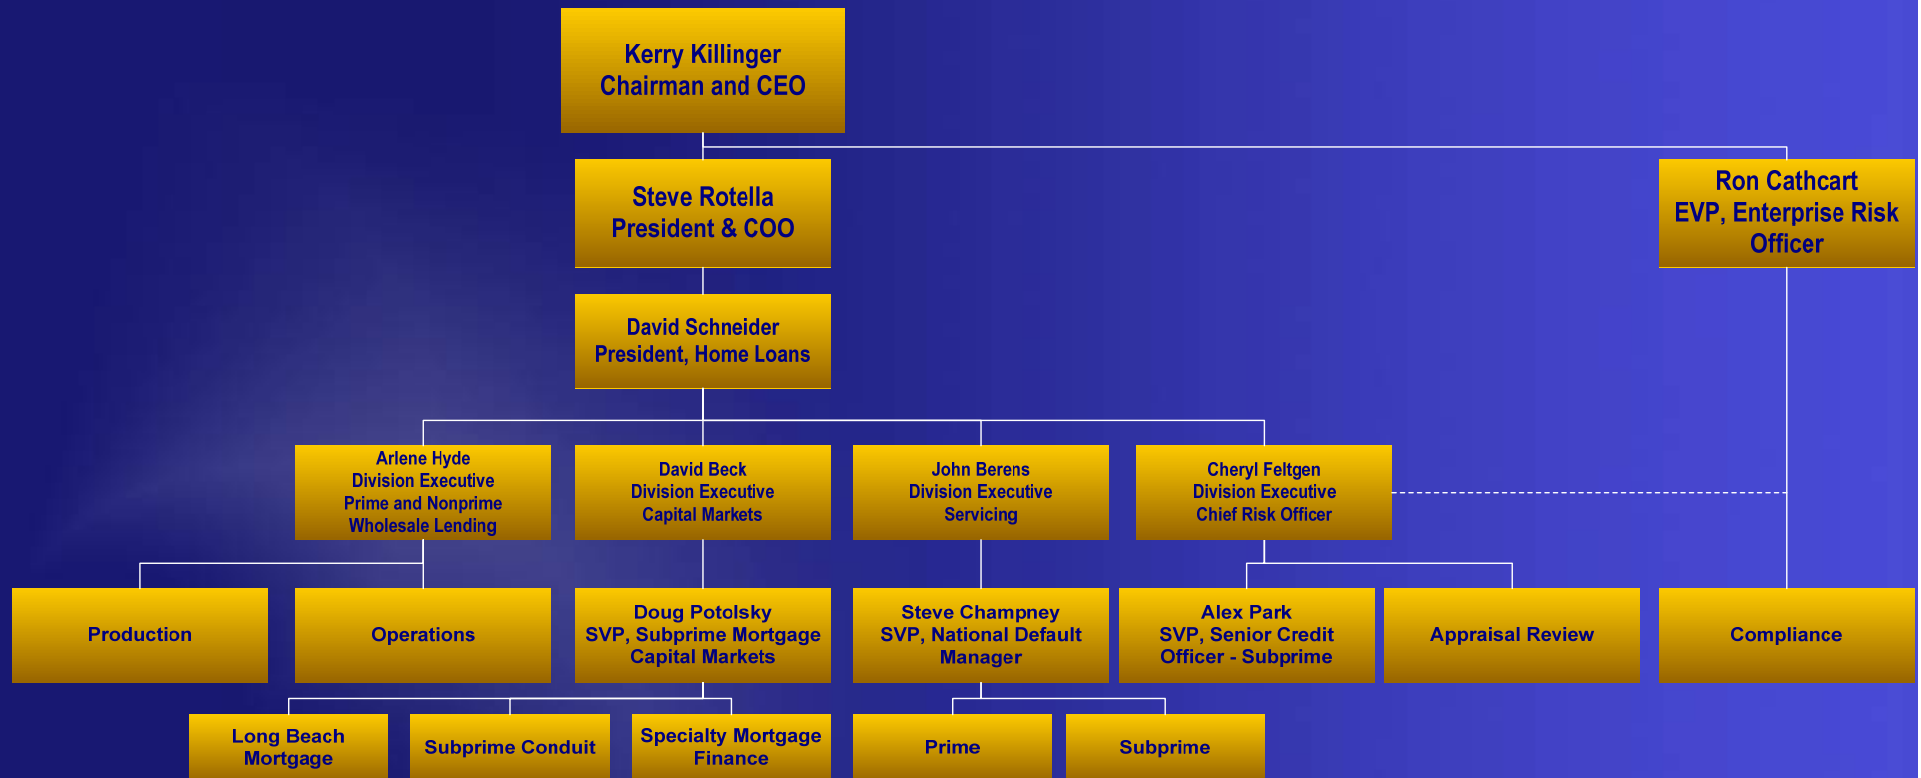 Kerry Killinger
Chairman and CEO
Steve Rotella
President & COO
Ron Cathcart
EVP, Enterprise Risk
Officer
David Schneider
President, Home Loans
Arlene Hyde
Division Executive
Prime and Nonprime
Wholesale Lending
David Beck
Division Executive
Capital Markets
John Berens
Division Executive
Servicing
Cheryl Feltgen
Division Executive
Chief Risk Officer
Production
Operations
Doug Potolsky
SVP, Subprime Mortgage
Capital Markets
Steve Champney
SVP, National Default
Manager
Alex Park
SVP, Senior Credit
Officer - Subprime
Appraisal Review
Compliance
Long Beach
Mortgage
Subprime Conduit
Specialty Mortgage
Finance
Prime
Subprime